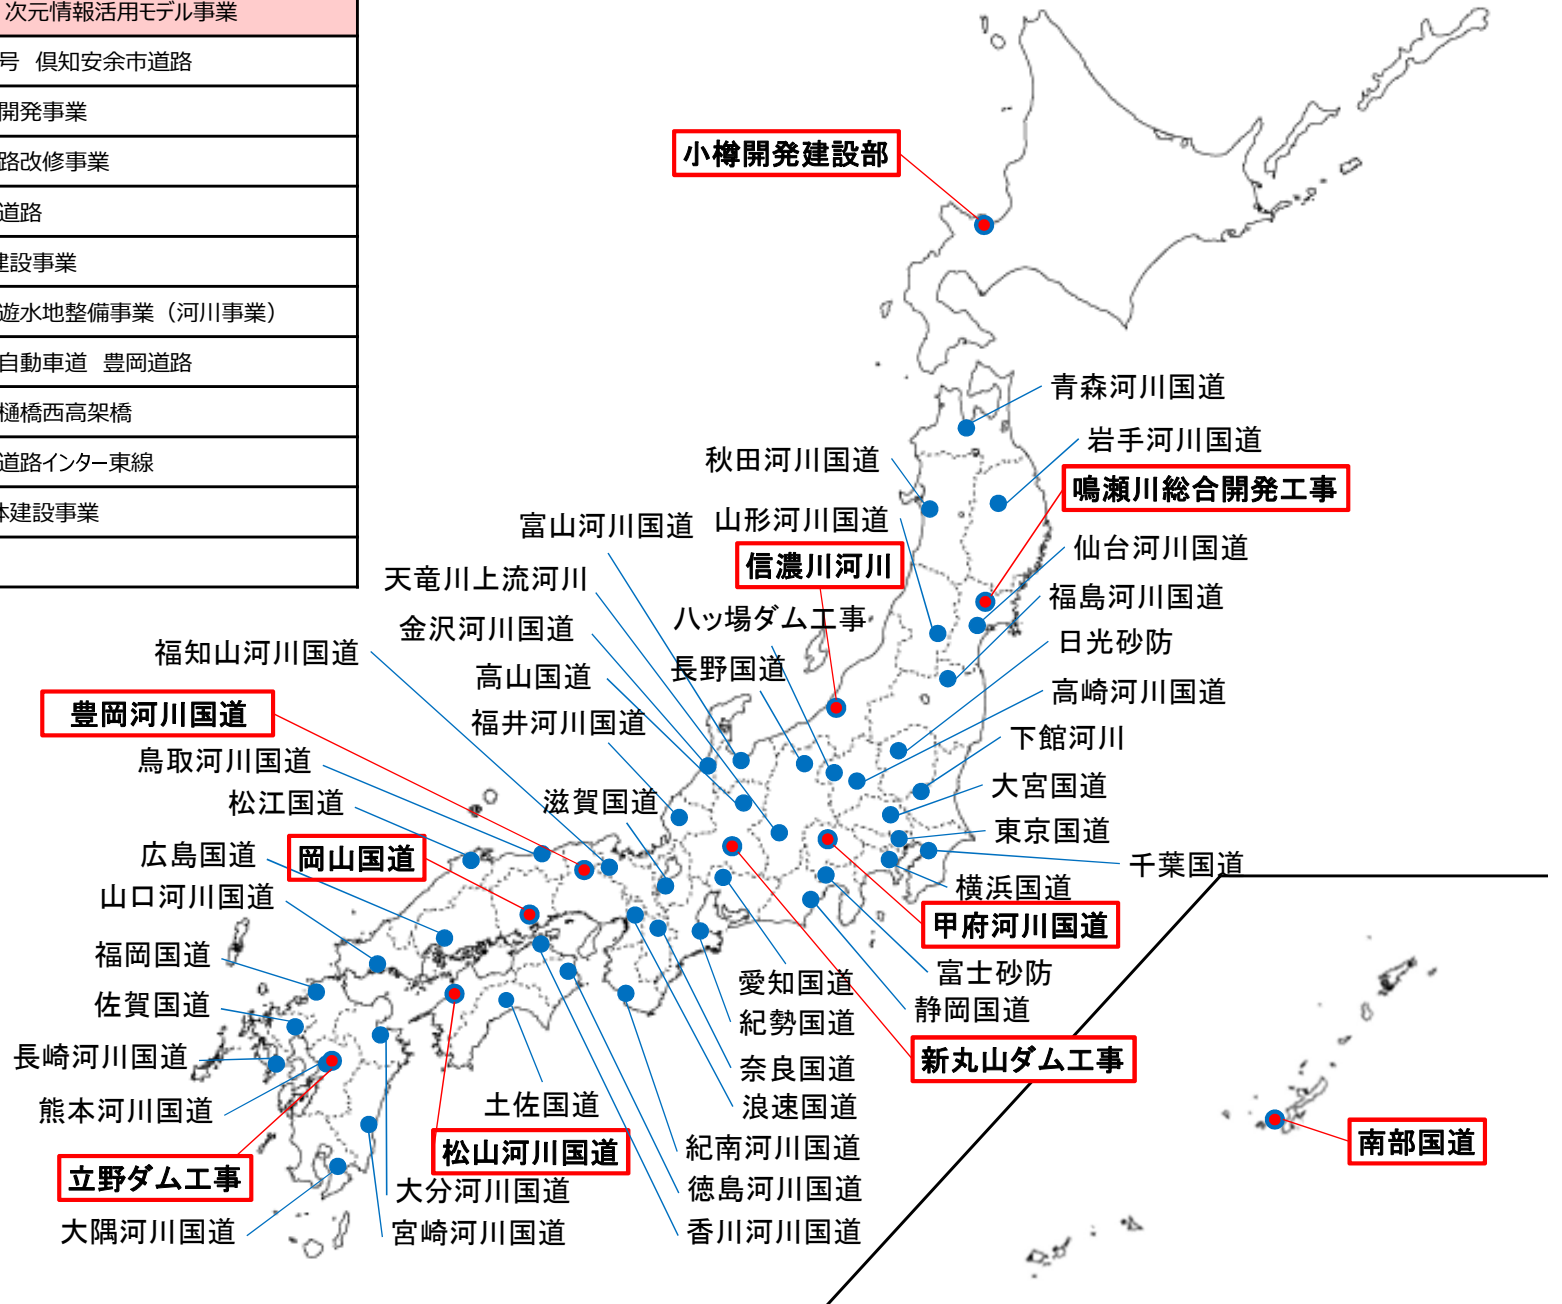 次元情報活用モデル事業
号 倶知安余市道路
開発事業
路改修事業
道路
建設事業
遊水地整備事業（河川事業）
自動車道 豊岡道路
樋橋西高架橋
道路インター東線
体建設事業
小樽開発建設部
青森河川国道
岩手河川国道
秋田河川国道
鳴瀬川総合開発工事
富山河川国道
山形河川国道
仙台河川国道
信濃川河川
天竜川上流河川
福島河川国道
八ッ場ダム工事
金沢河川国道
日光砂防
福知山河川国道
長野国道
高山国道
高崎河川国道
豊岡河川国道
福井河川国道
下館河川
鳥取河川国道
大宮国道
松江国道
滋賀国道
東京国道
広島国道
岡山国道
千葉国道
横浜国道
山口河川国道
甲府河川国道
福岡国道
富士砂防
愛知国道
佐賀国道
静岡国道
紀勢国道
長崎河川国道
新丸山ダム工事
奈良国道
熊本河川国道
土佐国道
浪速国道
松山河川国道
紀南河川国道
南部国道
立野ダム工事
大分河川国道
徳島河川国道
大隅河川国道
宮崎河川国道
香川河川国道